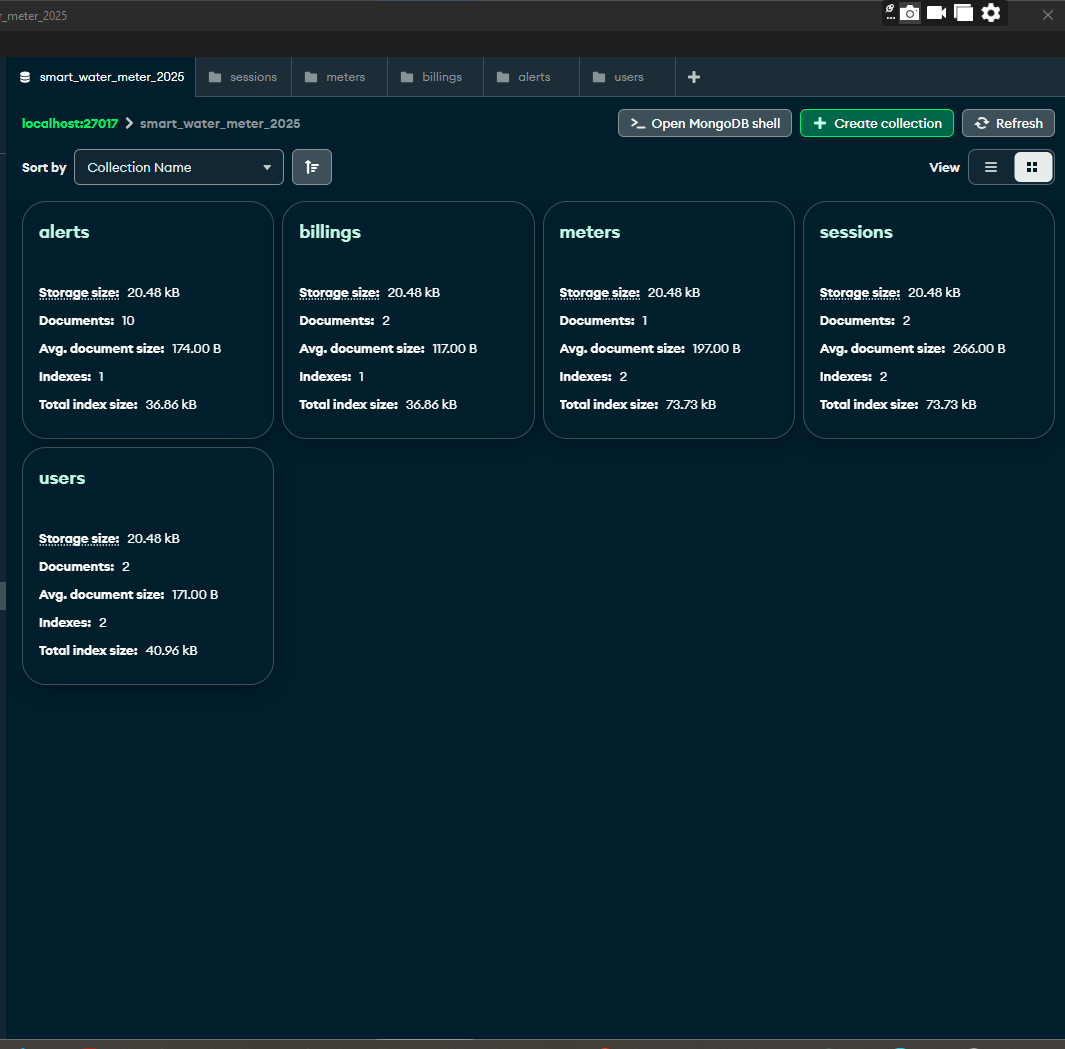 r_meter_2025
smart_water_meter_2025 sessions meters billings alerts users
localhost:27017 smart_water_meter_2025 >_ Open MongoDB shell + Create collection Refresh
Sort by Collection Name View
alerts
Storage size: 20.48 kB
Documents: 10
Avg. document size: 174.00 B
Indexes: 1
Total index size: 36.86 kB
billings
Storage size: 20.48 kB
Documents: 2
Avg. document size: 117.00 B
Indexes: 1
Total index size: 36.86 kB
meters
Storage size: 20.48 kB
Documents: 1
Avg. document size: 197.00 B
Indexes: 2
Total index size: 73.73 kB
sessions
Storage size: 20.48 kB
Documents: 2
Avg. document size: 266.00 B
Indexes: 2
Total index size: 73.73 kB
users
Storage size: 20.48 kB
Documents: 2
Avg. document size: 171.00 B
Indexes: 2
Total index size: 40.96 kB